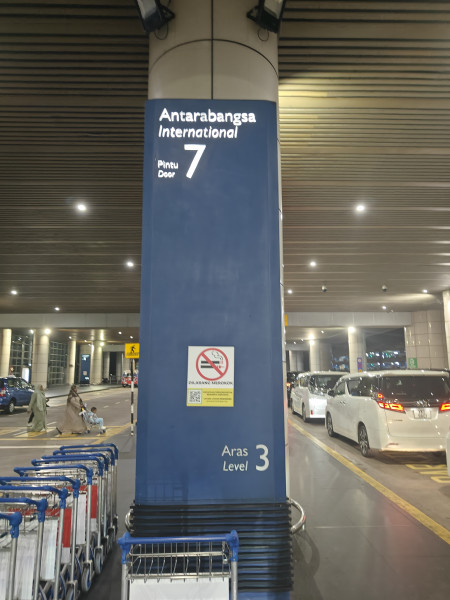 Antarabangsa
International
Pintu
Door
7
DILARANG MEROKOK
Aras
Level
3